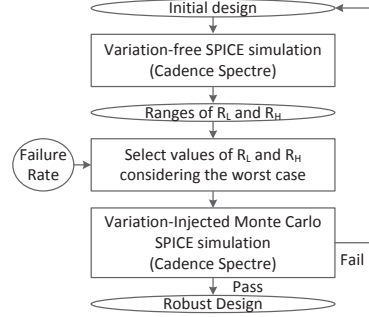 Initial design
Variation-free SPICE simulation
(Cadence Spectre)
Ranges of R_L and R_H
Failure
Rate
Select values of R_L and R_H
considering the worst case
Variation-Injected Monte Carlo
SPICE simulation
(Cadence Spectre)
Fail
Pass
Robust Design